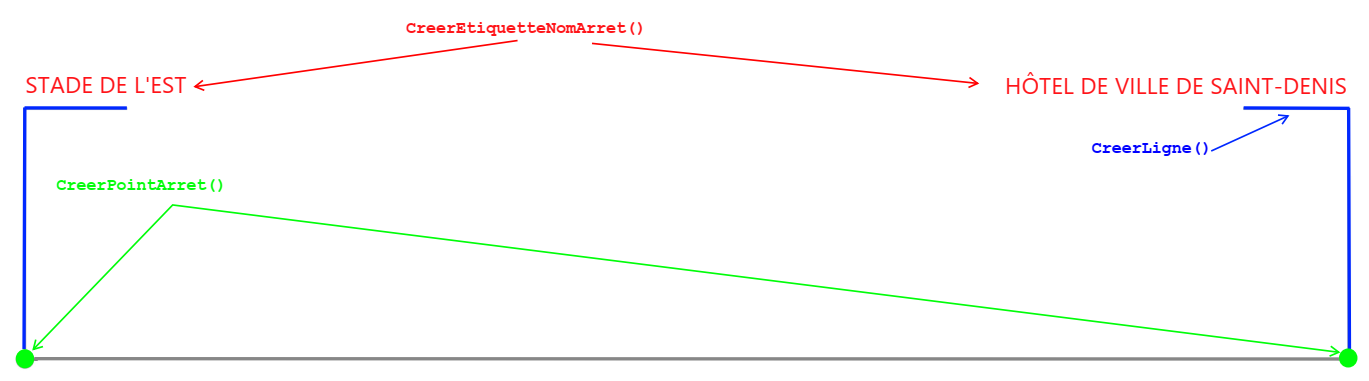 CreerEtiquetteNomArret()
STADE DE L'EST
HÔTEL DE VILLE DE SAINT-DENIS
CreerLigne()
CreerPointArret()